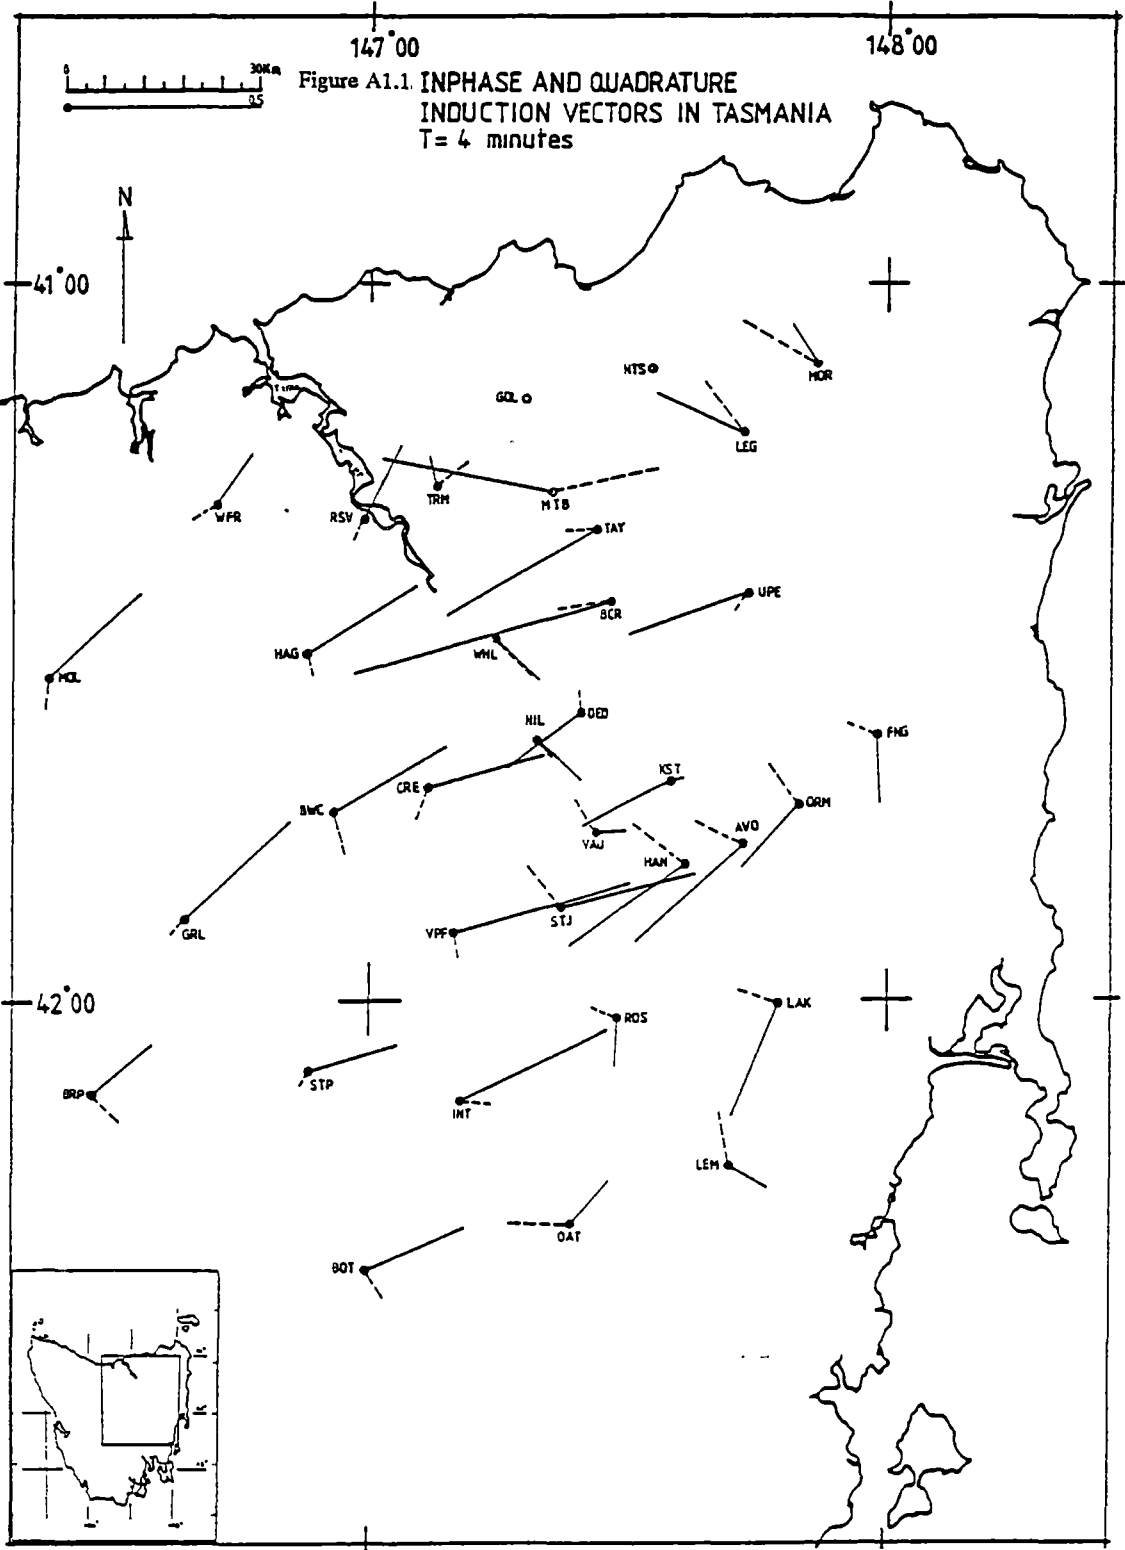 147°00 148°00
0 30Km
0.5
Figure A1.1. INPHASE AND QUADRATURE
INDUCTION VECTORS IN TASMANIA
T= 4 minutes
N
41°00
NTS
MOR
GOL
LEG
TRM
MTB
WFR
RSV
TAY
UPE
BCR
HAG
WHL
MOL
DED
NIL
FNG
KST
CRE
BWC
ORM
VAU
AVO
HAN
STJ
VPF
GRL
42°00
LAK
ROS
STP
BRP
INT
LEM
OAT
BOT